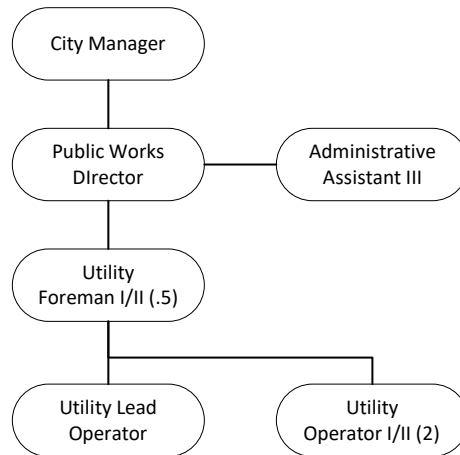 City Manager
Public Works
DIrector
Administrative
Assistant III
Utility
Foreman I/II (.5)
Utility Lead
Operator
Utility
Operator I/II (2)